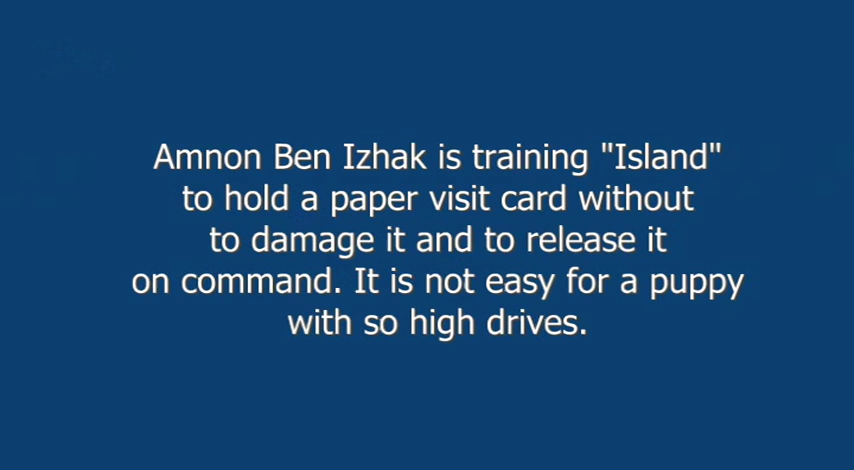 Amnon Ben Izhak is training "Island"
to hold a paper visit card without
to damage it and to release it
on command. It is not easy for a puppy
with so high drives.